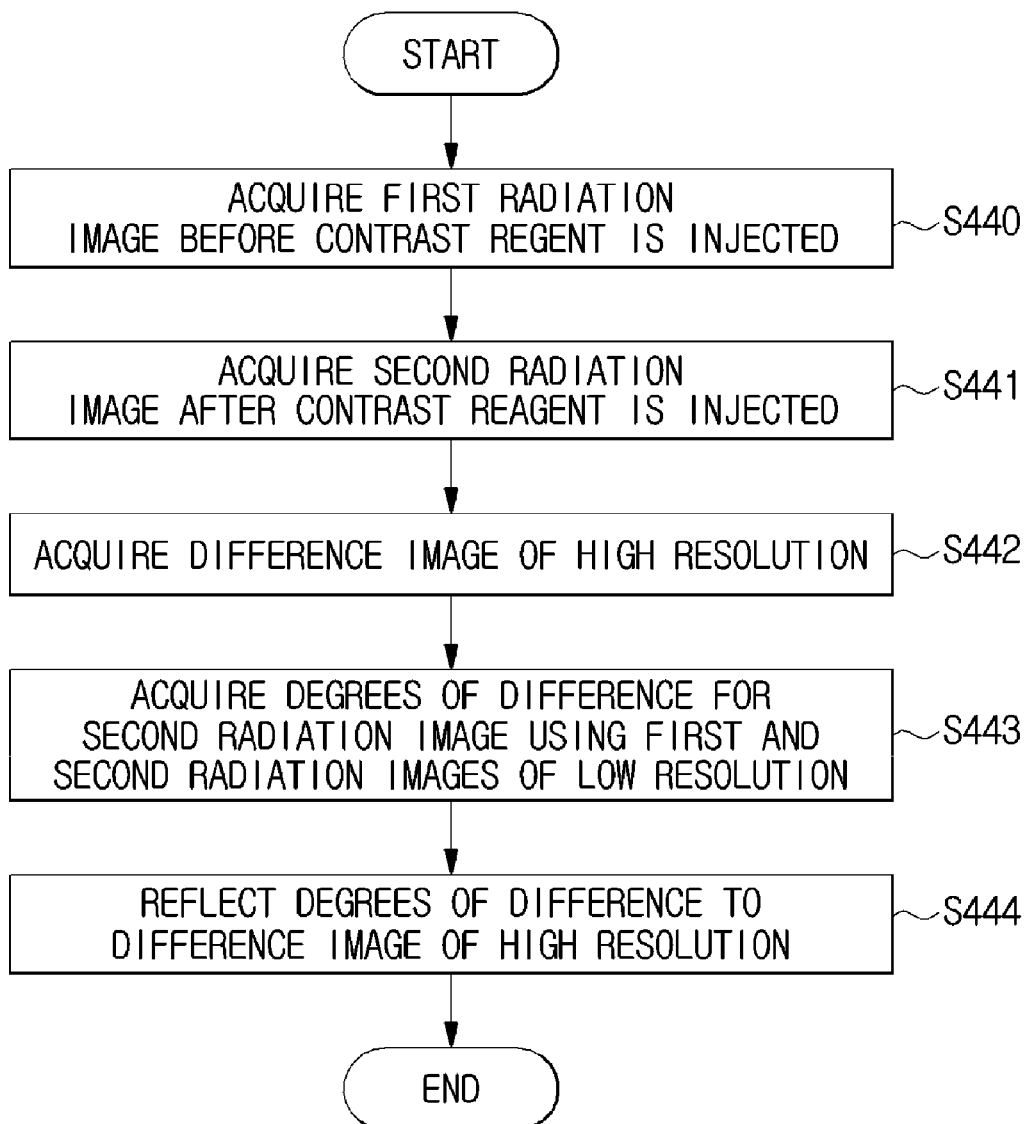 START
ACQUIRE FIRST RADIATION
IMAGE BEFORE CONTRAST REGENT IS INJECTED
S440
ACQUIRE SECOND RADIATION
IMAGE AFTER CONTRAST REAGENT IS INJECTED
S441
ACQUIRE DIFFERENCE IMAGE OF HIGH RESOLUTION
S442
ACQUIRE DEGREES OF DIFFERENCE FOR
SECOND RADIATION IMAGE USING FIRST AND
SECOND RADIATION IMAGES OF LOW RESOLUTION
S443
REFLECT DEGREES OF DIFFERENCE TO
DIFFERENCE IMAGE OF HIGH RESOLUTION
S444
END